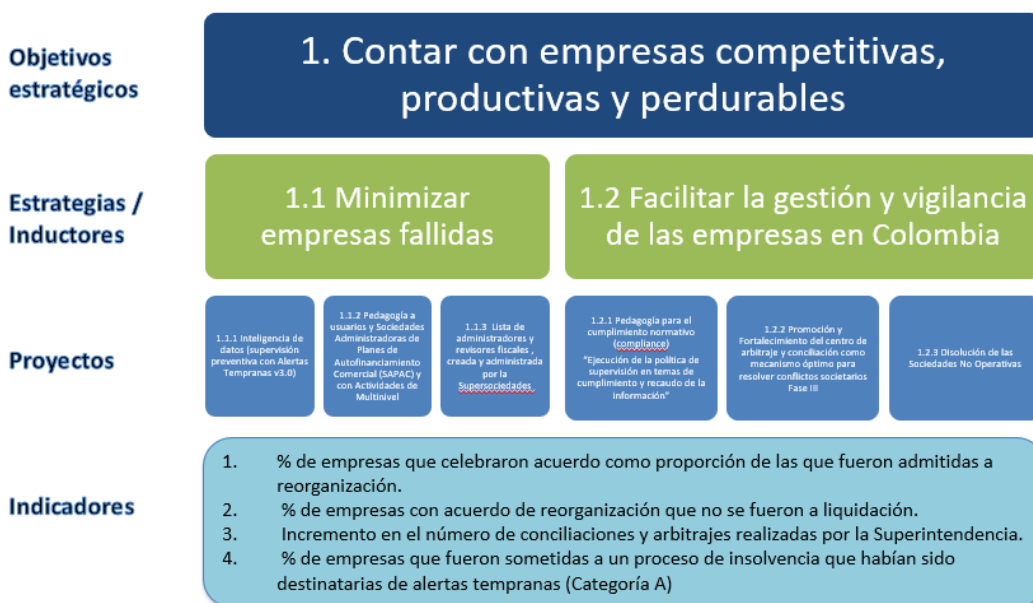 Objetivos
estratégicos
1. Contar con empresas competitivas,
productivas y perdurables
Estrategias /
Inductores
1.1 Minimizar
empresas fallidas
1.2 Facilitar la gestión y vigilancia
de las empresas en Colombia
Proyectos
1.1.1 Inteligencia de
datos (supervisión
preventiva con Alertas
Tempranas v3.0)
1.1.2 Pedagogía a
usuarios y Sociedades
Administradoras de
Planes de
Autofinanciamiento
Comercial (SAPAC) y
con Actividades de
Multinivel
1.1.3 Lista de
administradores y
revisores fiscales ,
creada y administrada
por la
Supersociedades
1.2.1 Pedagogía para el
cumplimiento normativo
(compliance)
"Ejecución de la política de
supervisión en temas de
cumplimiento y recaudo de la
información"
1.2.2 Promoción y
Fortalecimiento del centro de
arbitraje y conciliación como
mecanismo óptimo para
resolver conflictos societarios
Fase III
1.2.3 Disolución de las
Sociedades No Operativas
Indicadores
1. % de empresas que celebraron acuerdo como proporción de las que fueron admitidas a
reorganización.
2. % de empresas con acuerdo de reorganización que no se fueron a liquidación.
3. Incremento en el número de conciliaciones y arbitrajes realizadas por la Superintendencia.
4. % de empresas que fueron sometidas a un proceso de insolvencia que habían sido
destinatarias de alertas tempranas (Categoría A)